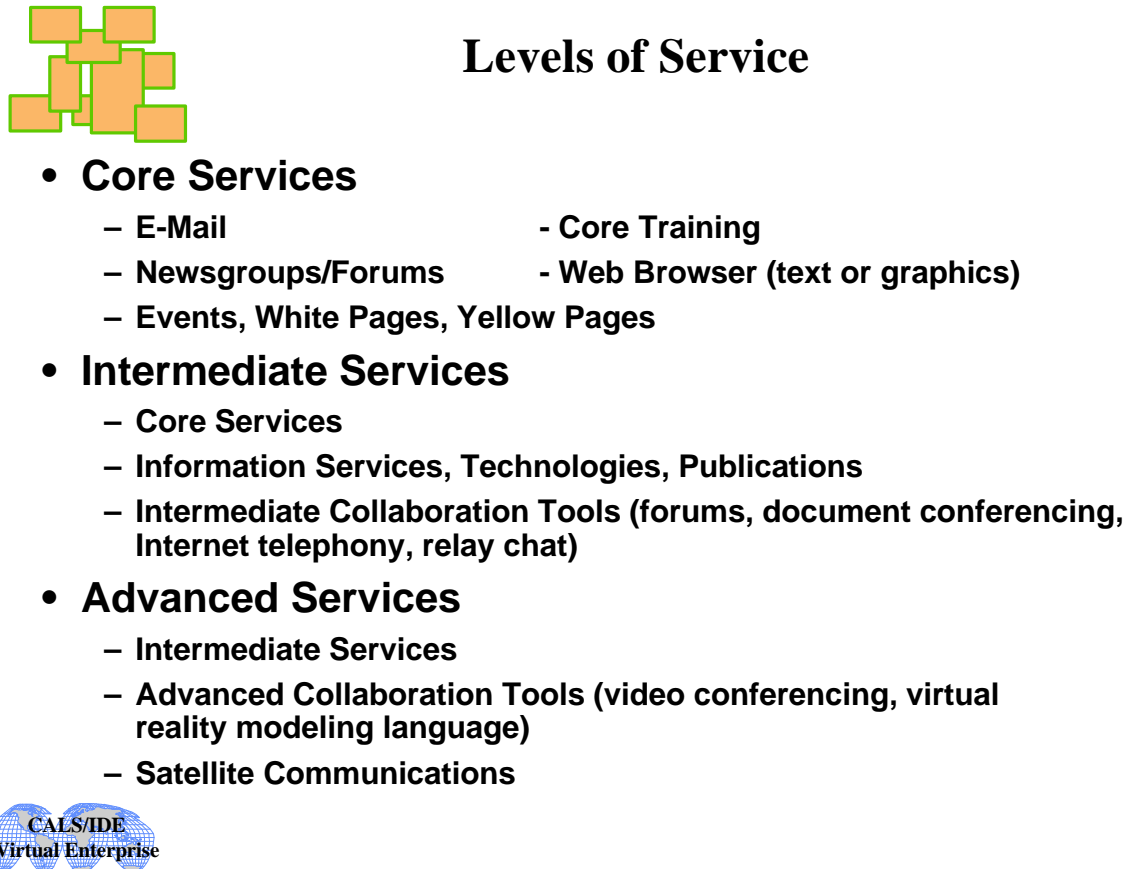 Levels of Service
• Core Services
– E-Mail - Core Training
– Newsgroups/Forums - Web Browser (text or graphics)
– Events, White Pages, Yellow Pages
• Intermediate Services
– Core Services
– Information Services, Technologies, Publications
– Intermediate Collaboration Tools (forums, document conferencing,
Internet telephony, relay chat)
• Advanced Services
– Intermediate Services
– Advanced Collaboration Tools (video conferencing, virtual
reality modeling language)
– Satellite Communications
CALS/IDE
Virtual Enterprise